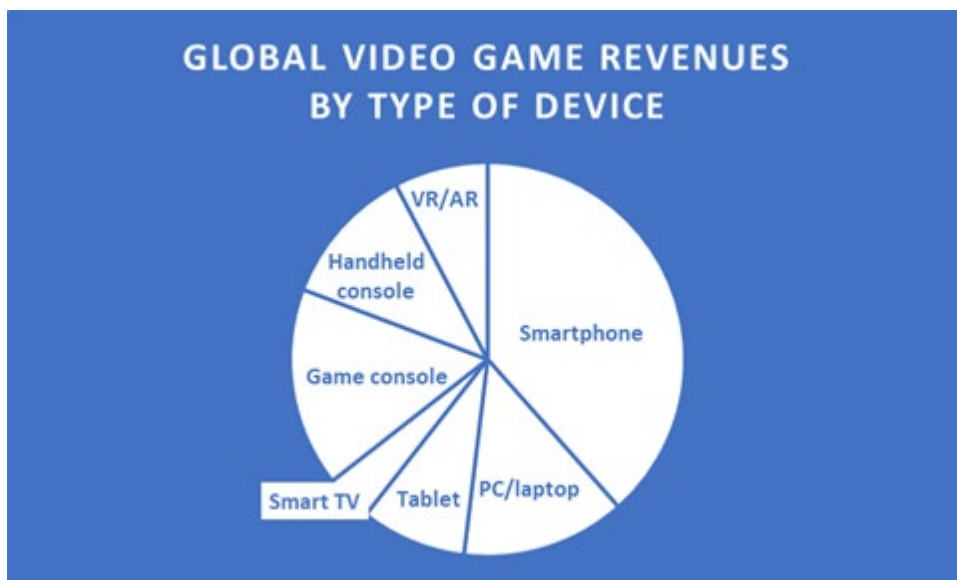 GLOBAL VIDEO GAME REVENUES
BY TYPE OF DEVICE
VR/AR
Handheld
console
Smartphone
Game console
PC/laptop
Tablet
Smart TV